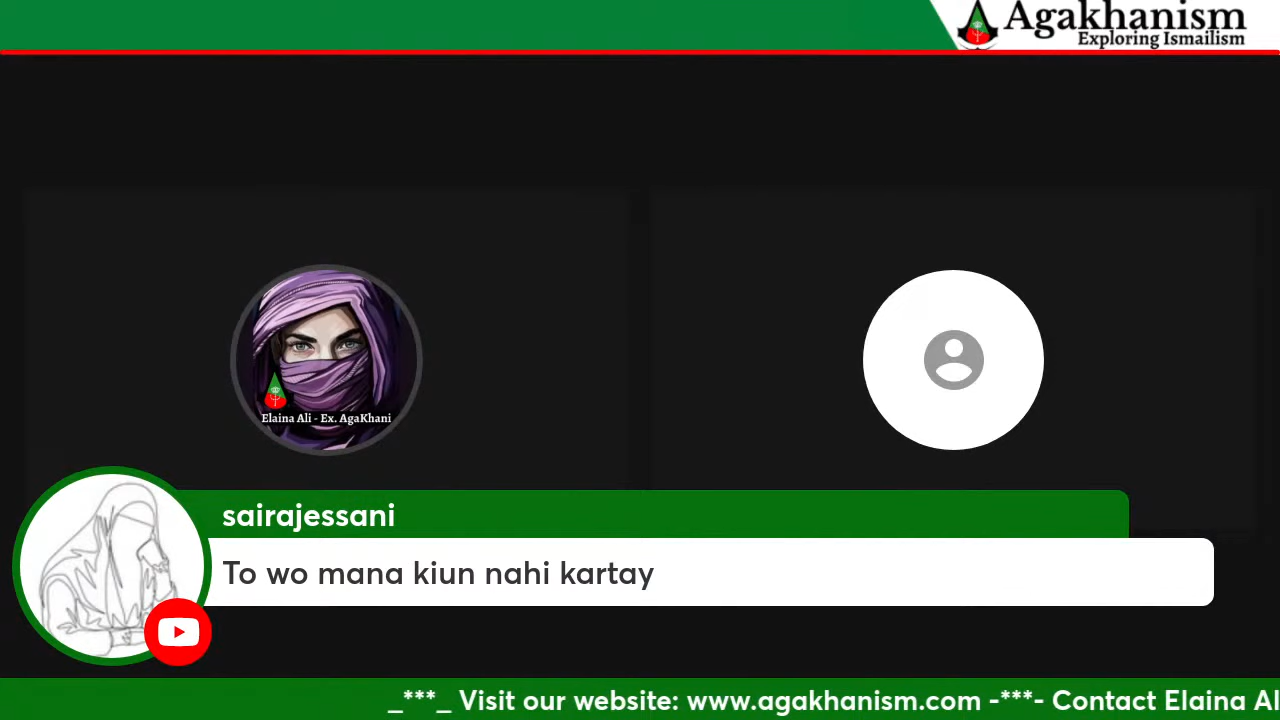 Agakhanism
Exploring Ismailism
Elaina Ali - Ex. AgaKhani
sairajessani
To wo mana kiun nahi kartay
_***_ Visit our website: www.agakhanism.com -***- Contact Elaina Al